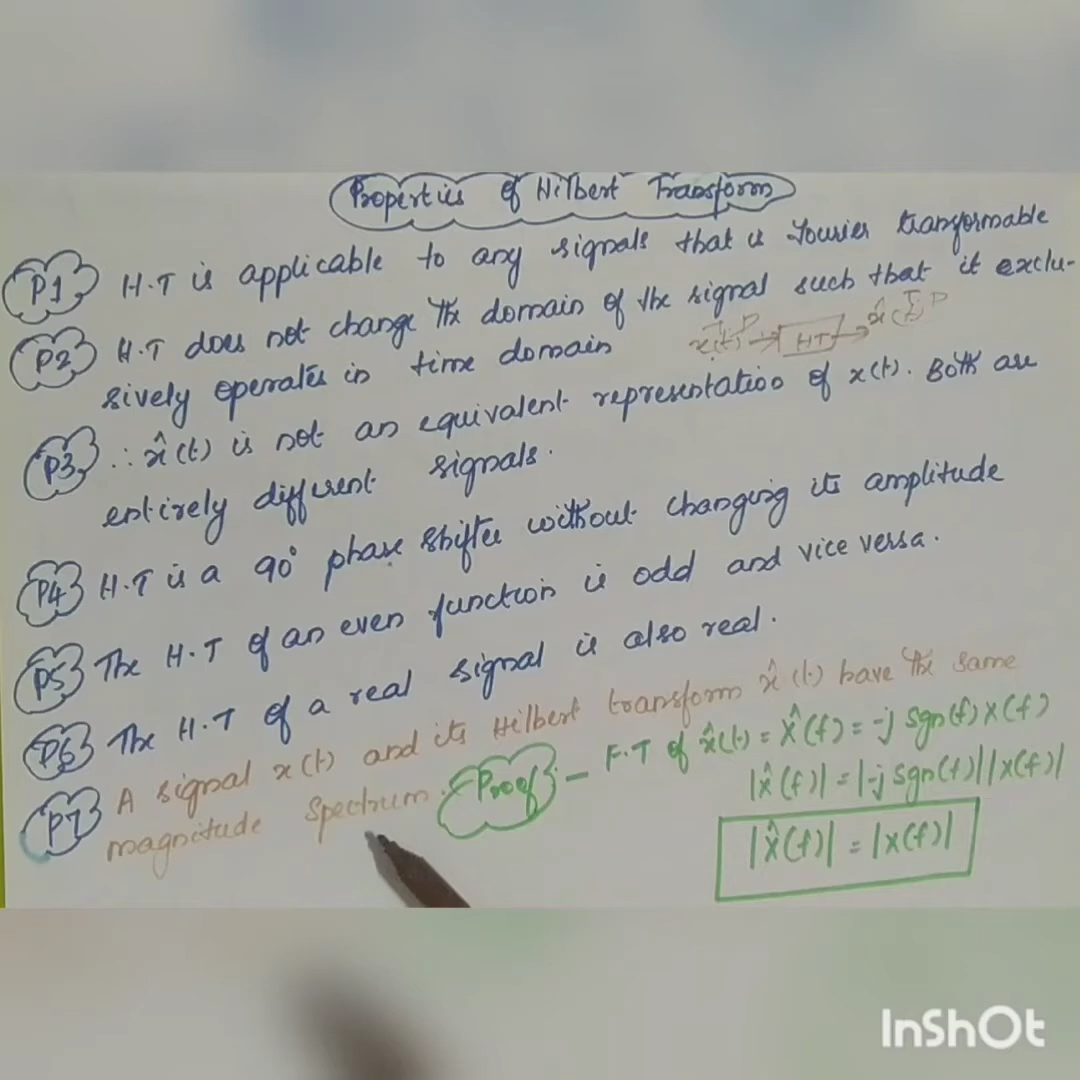 Properties of Hilbert Transform
P1 H.T is applicable to any signals that is Fourier transformable
P2 H.T does not change the domain of the signal such that it exclu-
sively operates in time domain
x(t) → HT → x̂(t)
P3 ∴ x̂(t) is not an equivalent representation of x(t). Both are
entirely different signals.
P4 H.T is a 90° phase shifter without changing its amplitude
P5 The H.T of an even function is odd and vice versa.
P6 The H.T of a real signal is also real.
P7 A signal x(t) and its Hilbert transform x̂(t) have the same
magnitude spectrum.
Proof – F.T of x̂(t) = X̂(f) = -j sgn(f) X(f)
|X̂(f)| = |-j sgn(f)| |X(f)|
|X̂(f)| = |X(f)|
InShOt